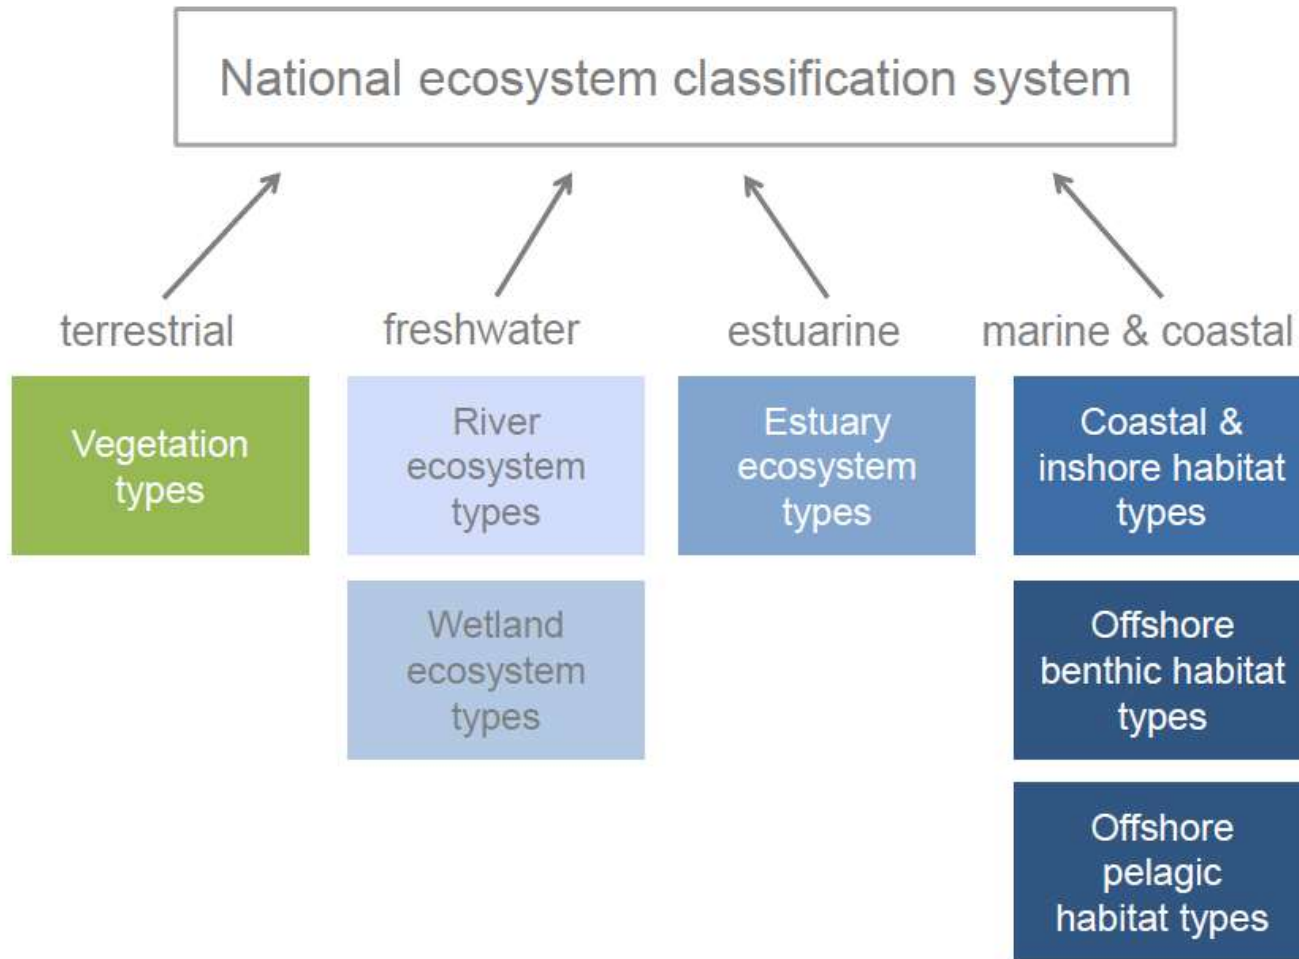 National ecosystem classification system
terrestrial
freshwater
estuarine
marine & coastal
Vegetation
types
River
ecosystem
types
Estuary
ecosystem
types
Coastal &
inshore habitat
types
Wetland
ecosystem
types
Offshore
benthic habitat
types
Offshore
pelagic
habitat types